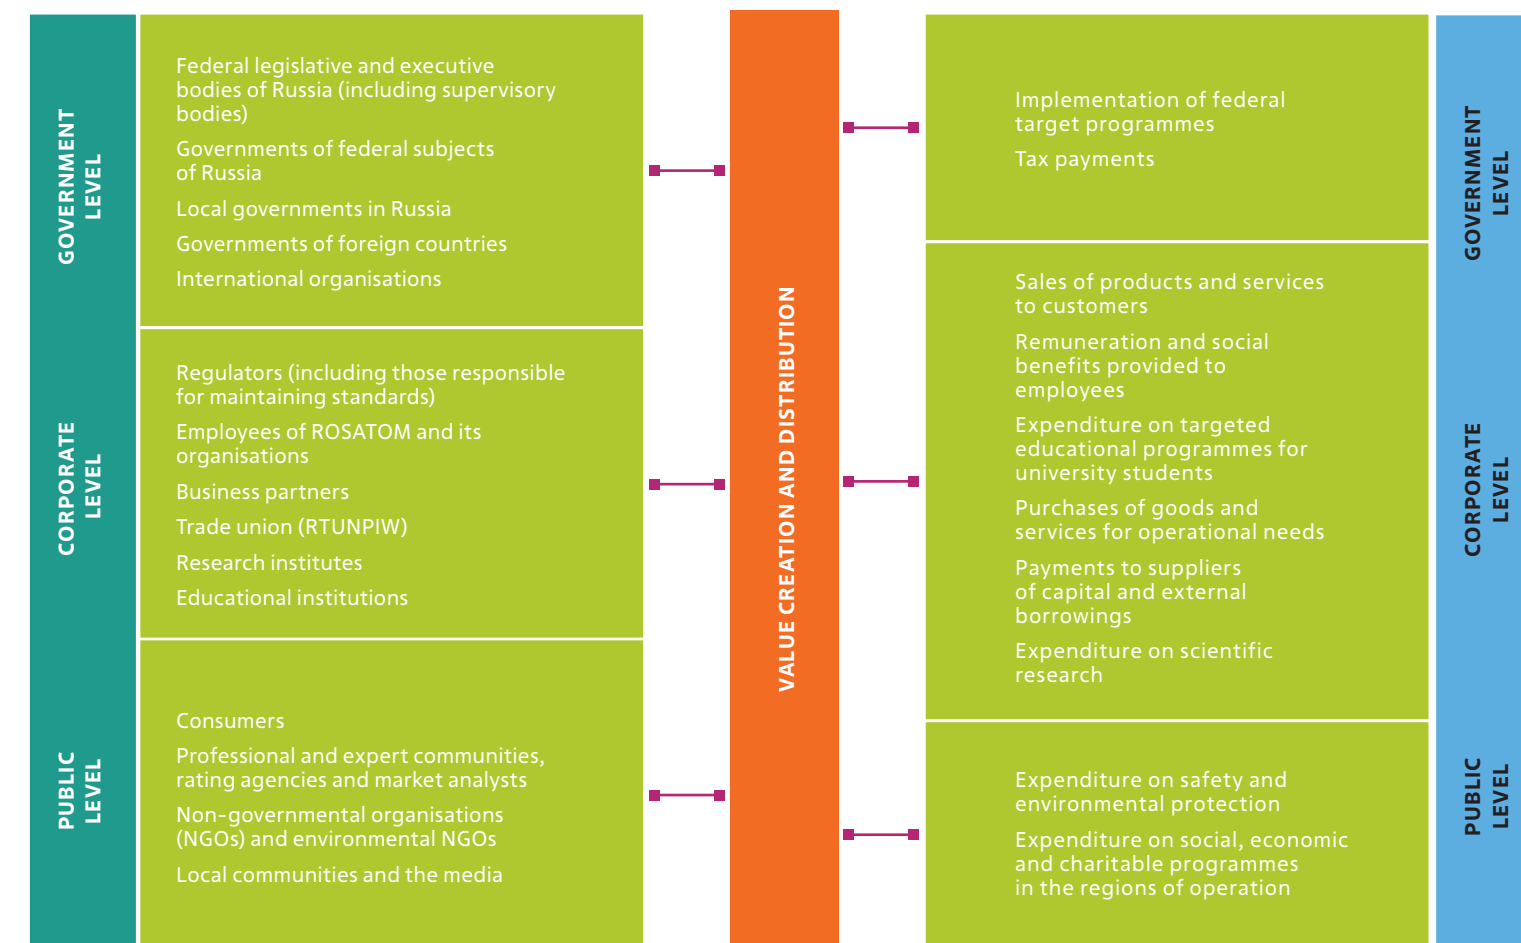 GOVERNMENT
LEVEL
Federal legislative and executive
bodies of Russia (including supervisory
bodies)
Governments of federal subjects
of Russia
Local governments in Russia
Governments of foreign countries
International organisations
CORPORATE
LEVEL
Regulators (including those responsible
for maintaining standards)
Employees of ROSATOM and its
organisations
Business partners
Trade union (RTUNPIW)
Research institutes
Educational institutions
PUBLIC
LEVEL
Consumers
Professional and expert communities,
rating agencies and market analysts
Non-governmental organisations
(NGOs) and environmental NGOs
Local communities and the media
VALUE CREATION AND DISTRIBUTION
Implementation of federal
target programmes
Tax payments
GOVERNMENT
LEVEL
Sales of products and services
to customers
Remuneration and social
benefits provided to
employees
Expenditure on targeted
educational programmes for
university students
Purchases of goods and
services for operational needs
Payments to suppliers
of capital and external
borrowings
Expenditure on scientific
research
CORPORATE
LEVEL
Expenditure on safety and
environmental protection
Expenditure on social, economic
and charitable programmes
in the regions of operation
PUBLIC
LEVEL